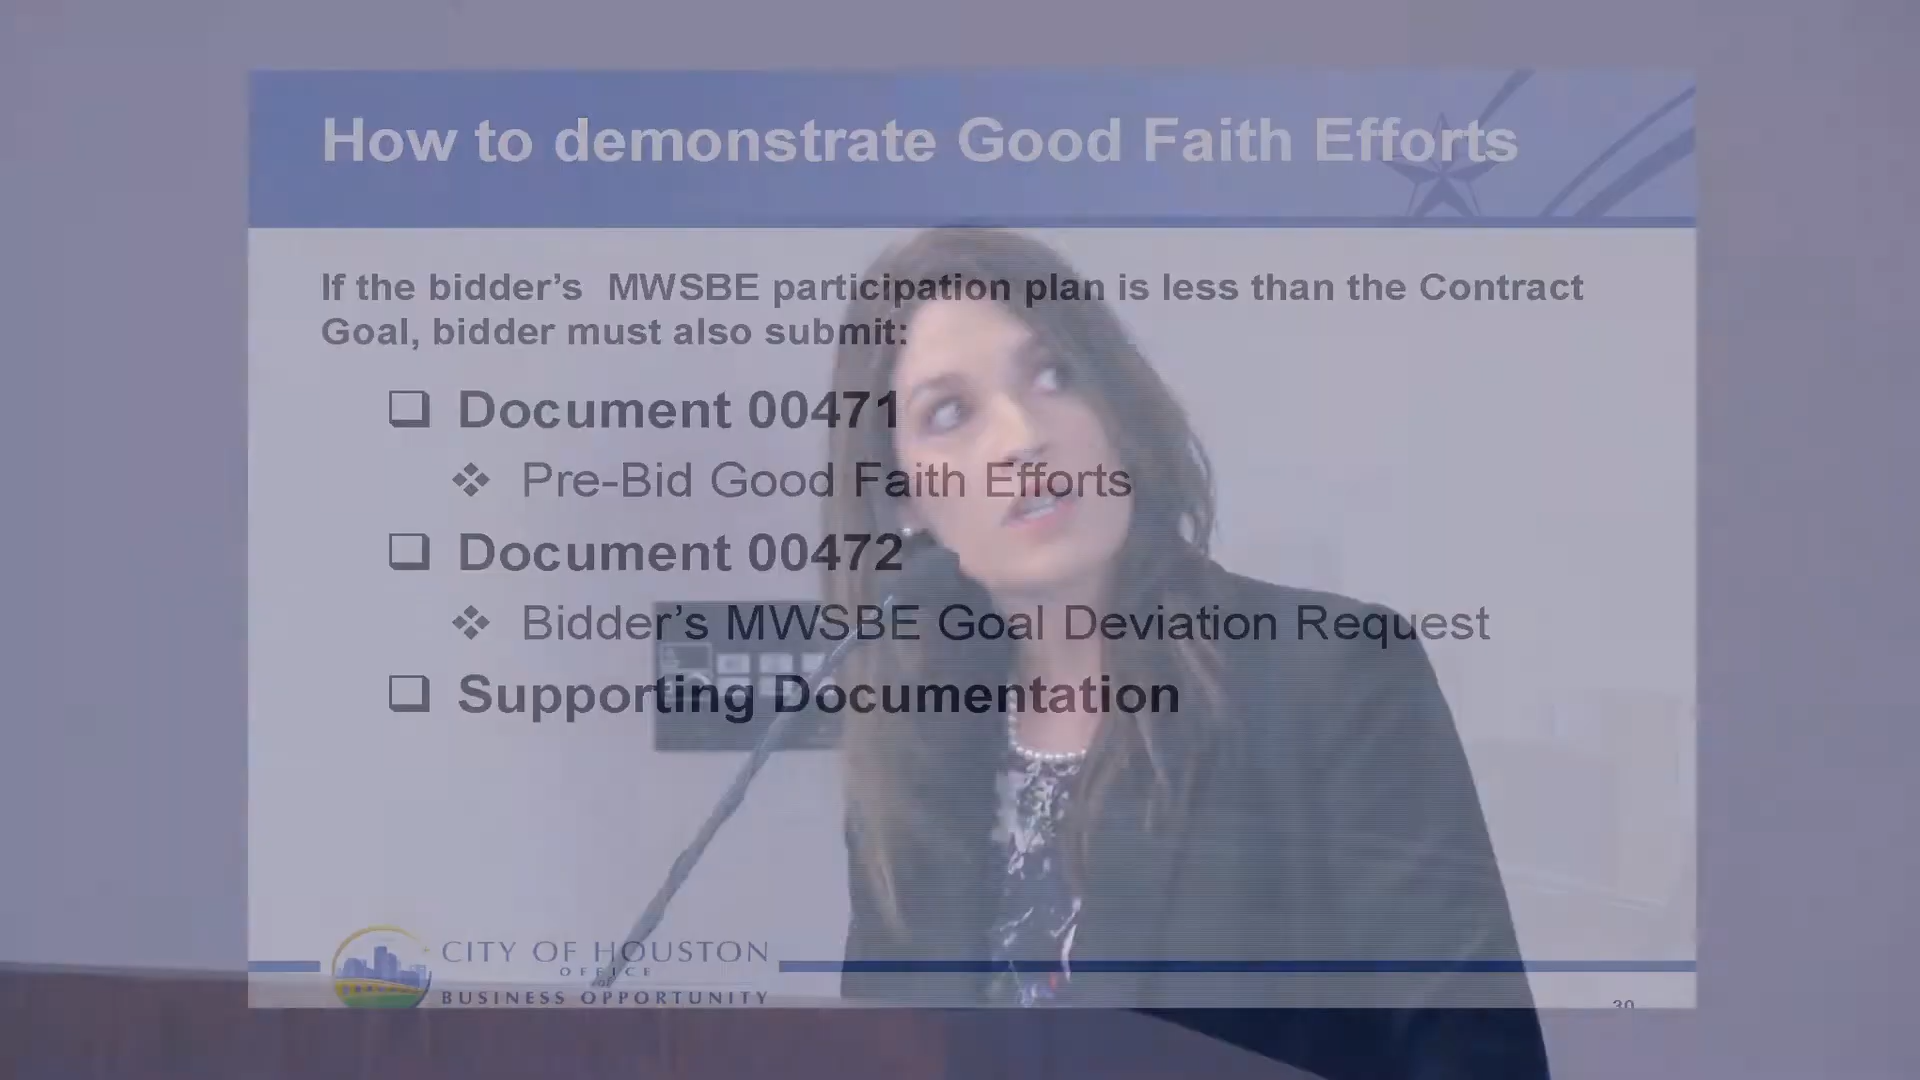 How to demonstrate Good Faith Efforts
If the bidder's MWSBE participation plan is less than the Contract
Goal, bidder must also submit:
❑ Document 00471
❖ Pre-Bid Good Faith Efforts
❑ Document 00472
❖ Bidder's MWSBE Goal Deviation Request
❑ Supporting Documentation
CITY OF HOUSTON
OFFICE
OF
BUSINESS OPPORTUNITY
30